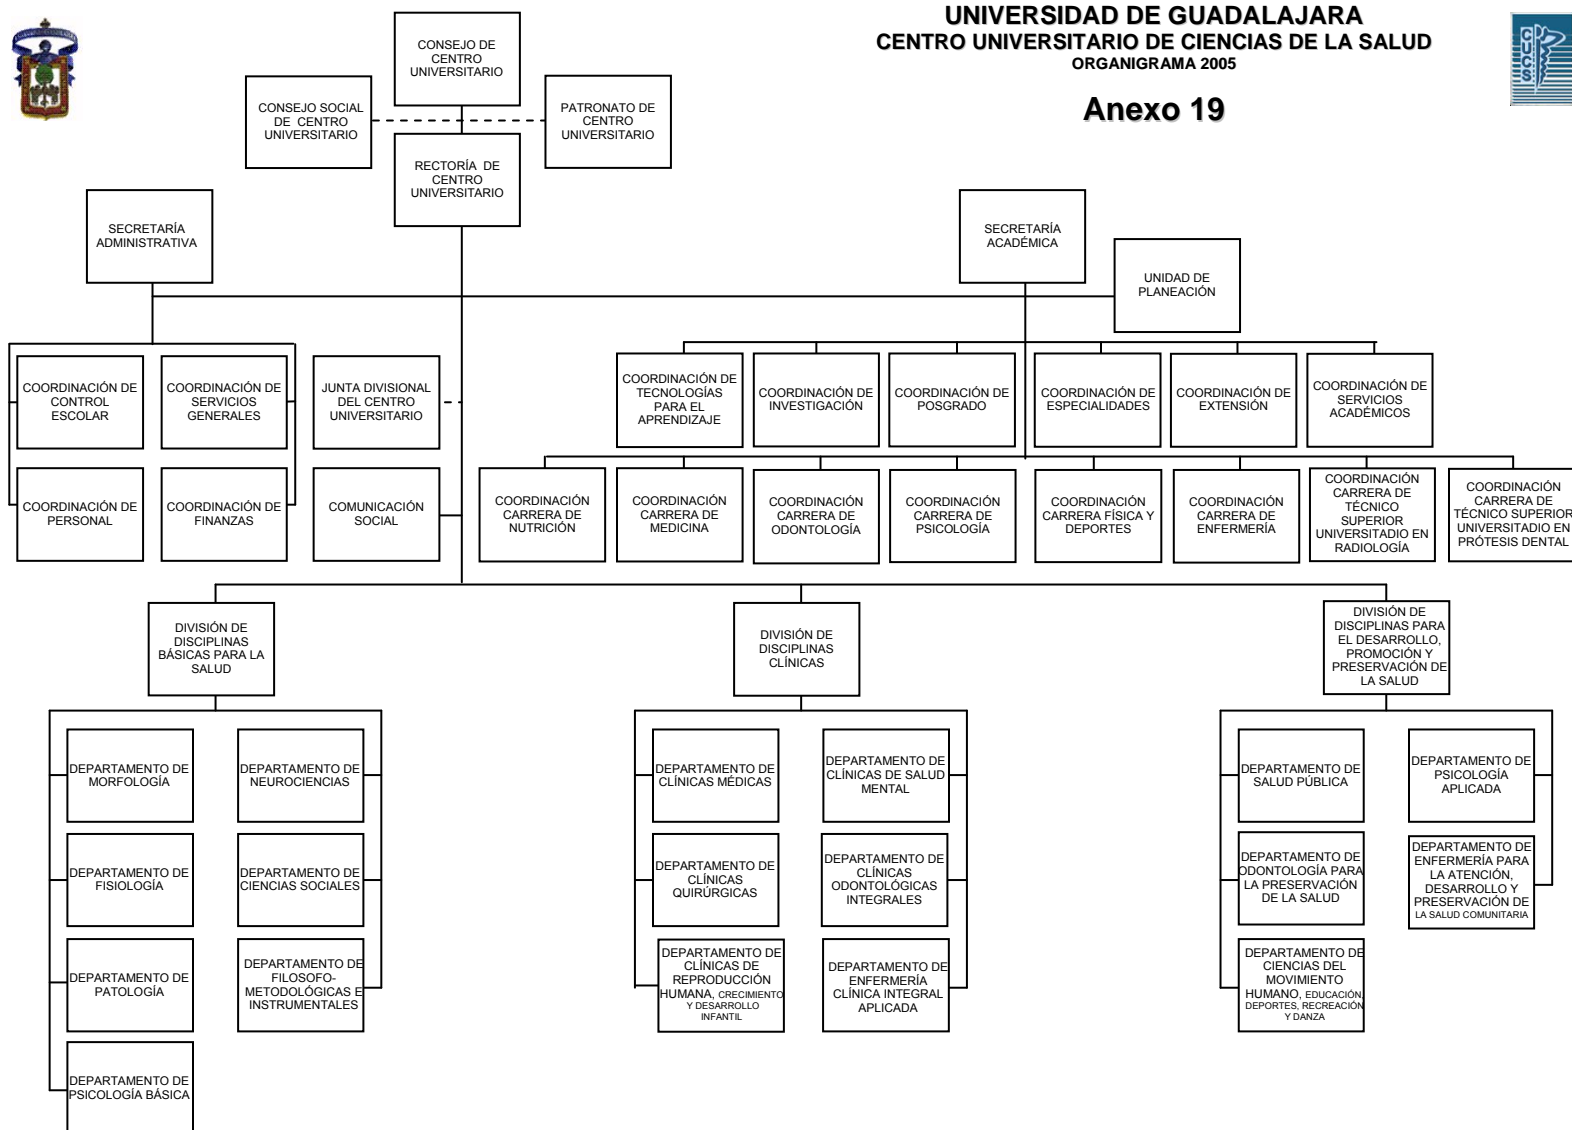 UNIVERSIDAD DE GUADALAJARA
CENTRO UNIVERSITARIO DE CIENCIAS DE LA SALUD
ORGANIGRAMA 2005
Anexo 19
CUCS
CONSEJO DE
CENTRO
UNIVERSITARIO
CONSEJO SOCIAL
DE CENTRO
UNIVERSITARIO
PATRONATO DE
CENTRO
UNIVERSITARIO
RECTORÍA DE
CENTRO
UNIVERSITARIO
SECRETARÍA
ADMINISTRATIVA
SECRETARÍA
ACADÉMICA
UNIDAD DE
PLANEACIÓN
COORDINACIÓN DE
CONTROL
ESCOLAR
COORDINACIÓN DE
SERVICIOS
GENERALES
JUNTA DIVISIONAL
DEL CENTRO
UNIVERSITARIO
COORDINACIÓN DE
TECNOLOGÍAS
PARA EL
APRENDIZAJE
COORDINACIÓN DE
INVESTIGACIÓN
COORDINACIÓN DE
POSGRADO
COORDINACIÓN DE
ESPECIALIDADES
COORDINACIÓN DE
EXTENSIÓN
COORDINACIÓN DE
SERVICIOS
ACADÉMICOS
COORDINACIÓN DE
PERSONAL
COORDINACIÓN DE
FINANZAS
COMUNICACIÓN
SOCIAL
COORDINACIÓN
CARRERA DE
NUTRICIÓN
COORDINACIÓN
CARRERA DE
MEDICINA
COORDINACIÓN
CARRERA DE
ODONTOLOGÍA
COORDINACIÓN
CARRERA DE
PSICOLOGÍA
COORDINACIÓN
CARRERA FÍSICA Y
DEPORTES
COORDINACIÓN
CARRERA DE
ENFERMERÍA
COORDINACIÓN
CARRERA DE
TÉCNICO
SUPERIOR
UNIVERSITADIO EN
RADIOLOGÍA
COORDINACIÓN
CARRERA DE
TÉCNICO SUPERIOR
UNIVERSITADIO EN
PRÓTESIS DENTAL
DIVISIÓN DE
DISCIPLINAS
BÁSICAS PARA LA
SALUD
DIVISIÓN DE
DISCIPLINAS
CLÍNICAS
DIVISIÓN DE
DISCIPLINAS PARA
EL DESARROLLO,
PROMOCIÓN Y
PRESERVACIÓN DE
LA SALUD
DEPARTAMENTO DE
MORFOLOGÍA
DEPARTAMENTO DE
NEUROCIENCIAS
DEPARTAMENTO DE
CLÍNICAS MÉDICAS
DEPARTAMENTO DE
CLÍNICAS DE SALUD
MENTAL
DEPARTAMENTO DE
SALUD PÚBLICA
DEPARTAMENTO DE
PSICOLOGÍA
APLICADA
DEPARTAMENTO DE
FISIOLOGÍA
DEPARTAMENTO DE
CIENCIAS SOCIALES
DEPARTAMENTO DE
CLÍNICAS
QUIRÚRGICAS
DEPARTAMENTO DE
CLÍNICAS
ODONTOLÓGICAS
INTEGRALES
DEPARTAMENTO DE
ODONTOLOGÍA PARA
LA PRESERVACIÓN
DE LA SALUD
DEPARTAMENTO DE
ENFERMERÍA PARA
LA ATENCIÓN,
DESARROLLO Y
PRESERVACIÓN DE
LA SALUD COMUNITARIA
DEPARTAMENTO DE
PATOLOGÍA
DEPARTAMENTO DE
FILOSOFO-
METODOLÓGICAS E
INSTRUMENTALES
DEPARTAMENTO DE
CLÍNICAS DE
REPRODUCCIÓN
HUMANA, CRECIMIENTO
Y DESARROLLO
INFANTIL
DEPARTAMENTO DE
ENFERMERÍA
CLÍNICA INTEGRAL
APLICADA
DEPARTAMENTO DE
CIENCIAS DEL
MOVIMIENTO
HUMANO, EDUCACIÓN,
DEPORTES, RECREACIÓN
Y DANZA
DEPARTAMENTO DE
PSICOLOGÍA BÁSICA